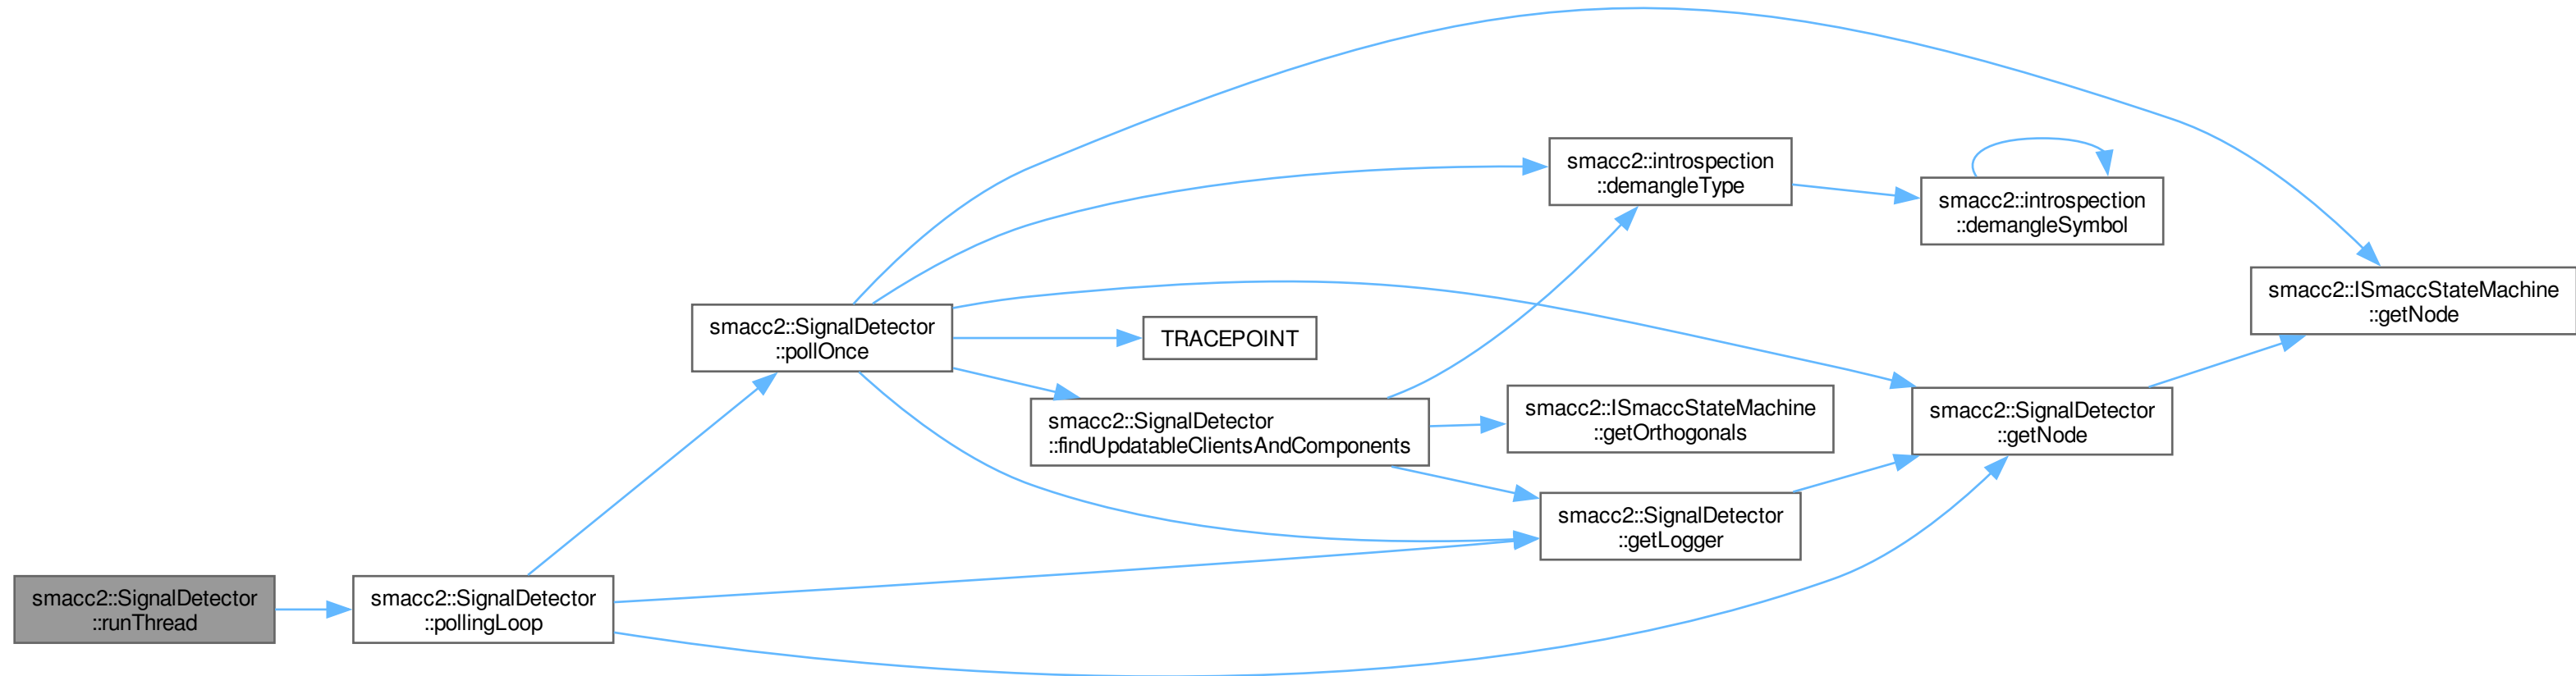 smacc2::SignalDetector
::runThread
smacc2::SignalDetector
::pollingLoop
smacc2::SignalDetector
::pollOnce
TRACEPOINT
smacc2::SignalDetector
::findUpdatableClientsAndComponents
smacc2::introspection
::demangleType
smacc2::ISmaccStateMachine
::getOrthogonals
smacc2::SignalDetector
::getLogger
smacc2::introspection
::demangleSymbol
smacc2::SignalDetector
::getNode
smacc2::ISmaccStateMachine
::getNode